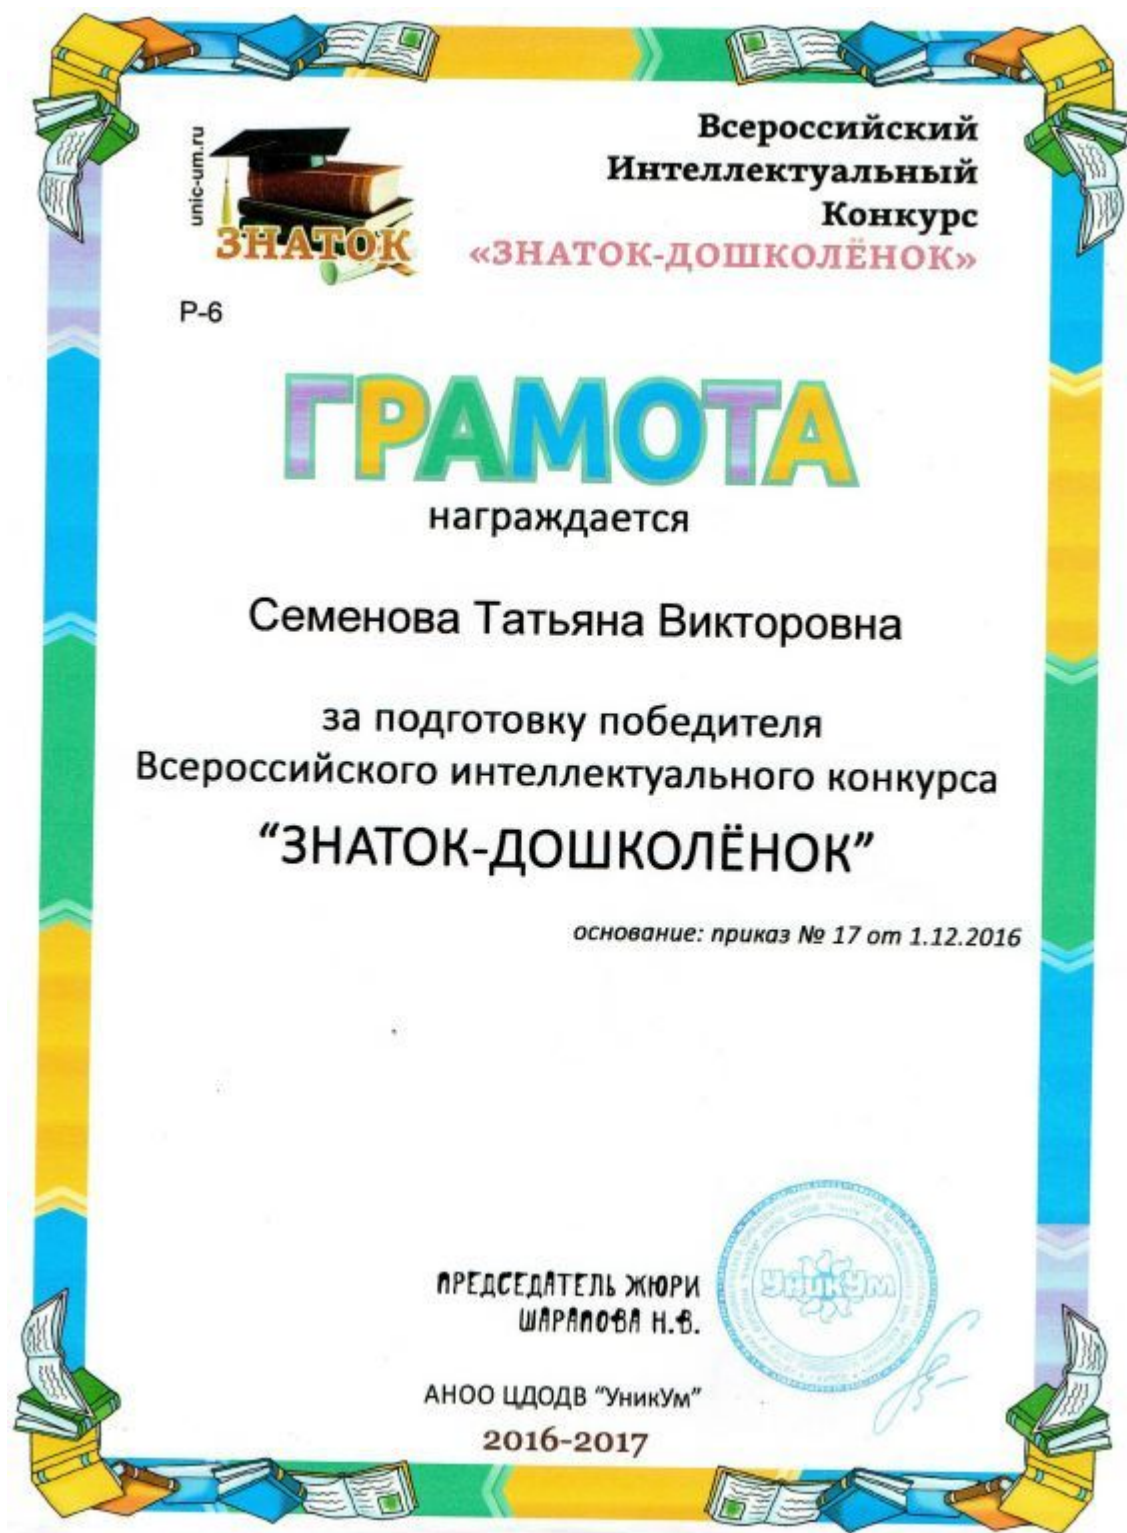 unic-um.ru
ЗНАТОК
Всероссийский
Интеллектуальный
Конкурс
«ЗНАТОК-ДОШКОЛЁНОК»
Р-6
ГРАМОТА
награждается
Семенова Татьяна Викторовна
за подготовку победителя
Всероссийского интеллектуального конкурса
“ЗНАТОК-ДОШКОЛЁНОК”
основание: приказ № 17 от 1.12.2016
УникУм
ПРЕДСЕДАТЕЛЬ ЖЮРИ
ШАРАПОВА Н.В.
АНОО ЦДОДВ “УникУм”
2016-2017